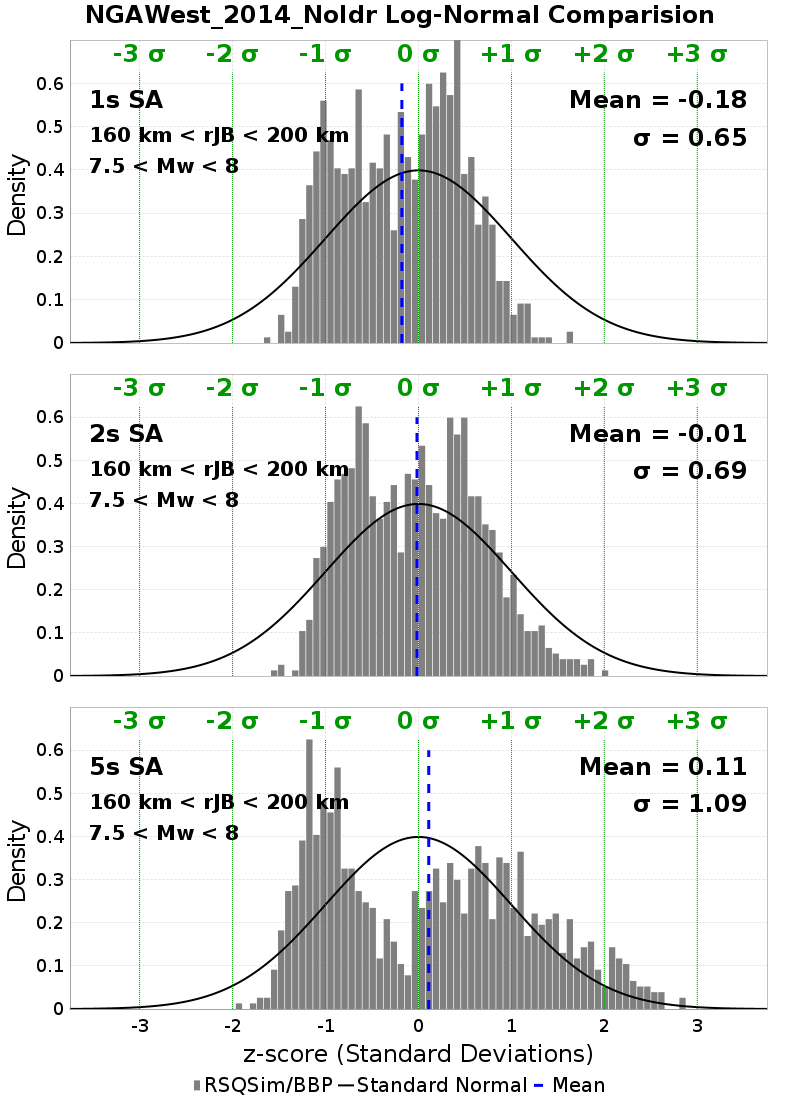 NGAWest_2014_NoIdr Log-Normal Comparision
-3 σ -2 σ -1 σ 0 σ +1 σ +2 σ +3 σ
1s SA
Mean = -0.18
160 km < rJB < 200 km
σ = 0.65
7.5 < Mw < 8
Density
0.6
0.5
0.4
0.3
0.2
0.1
0
-3 σ -2 σ -1 σ 0 σ +1 σ +2 σ +3 σ
2s SA
Mean = -0.01
160 km < rJB < 200 km
σ = 0.69
7.5 < Mw < 8
Density
0.6
0.5
0.4
0.3
0.2
0.1
0
-3 σ -2 σ -1 σ 0 σ +1 σ +2 σ +3 σ
5s SA
Mean = 0.11
160 km < rJB < 200 km
σ = 1.09
7.5 < Mw < 8
Density
0.6
0.5
0.4
0.3
0.2
0.1
0
-3 -2 -1 0 1 2 3
z-score (Standard Deviations)
RSQSim/BBP Standard Normal Mean